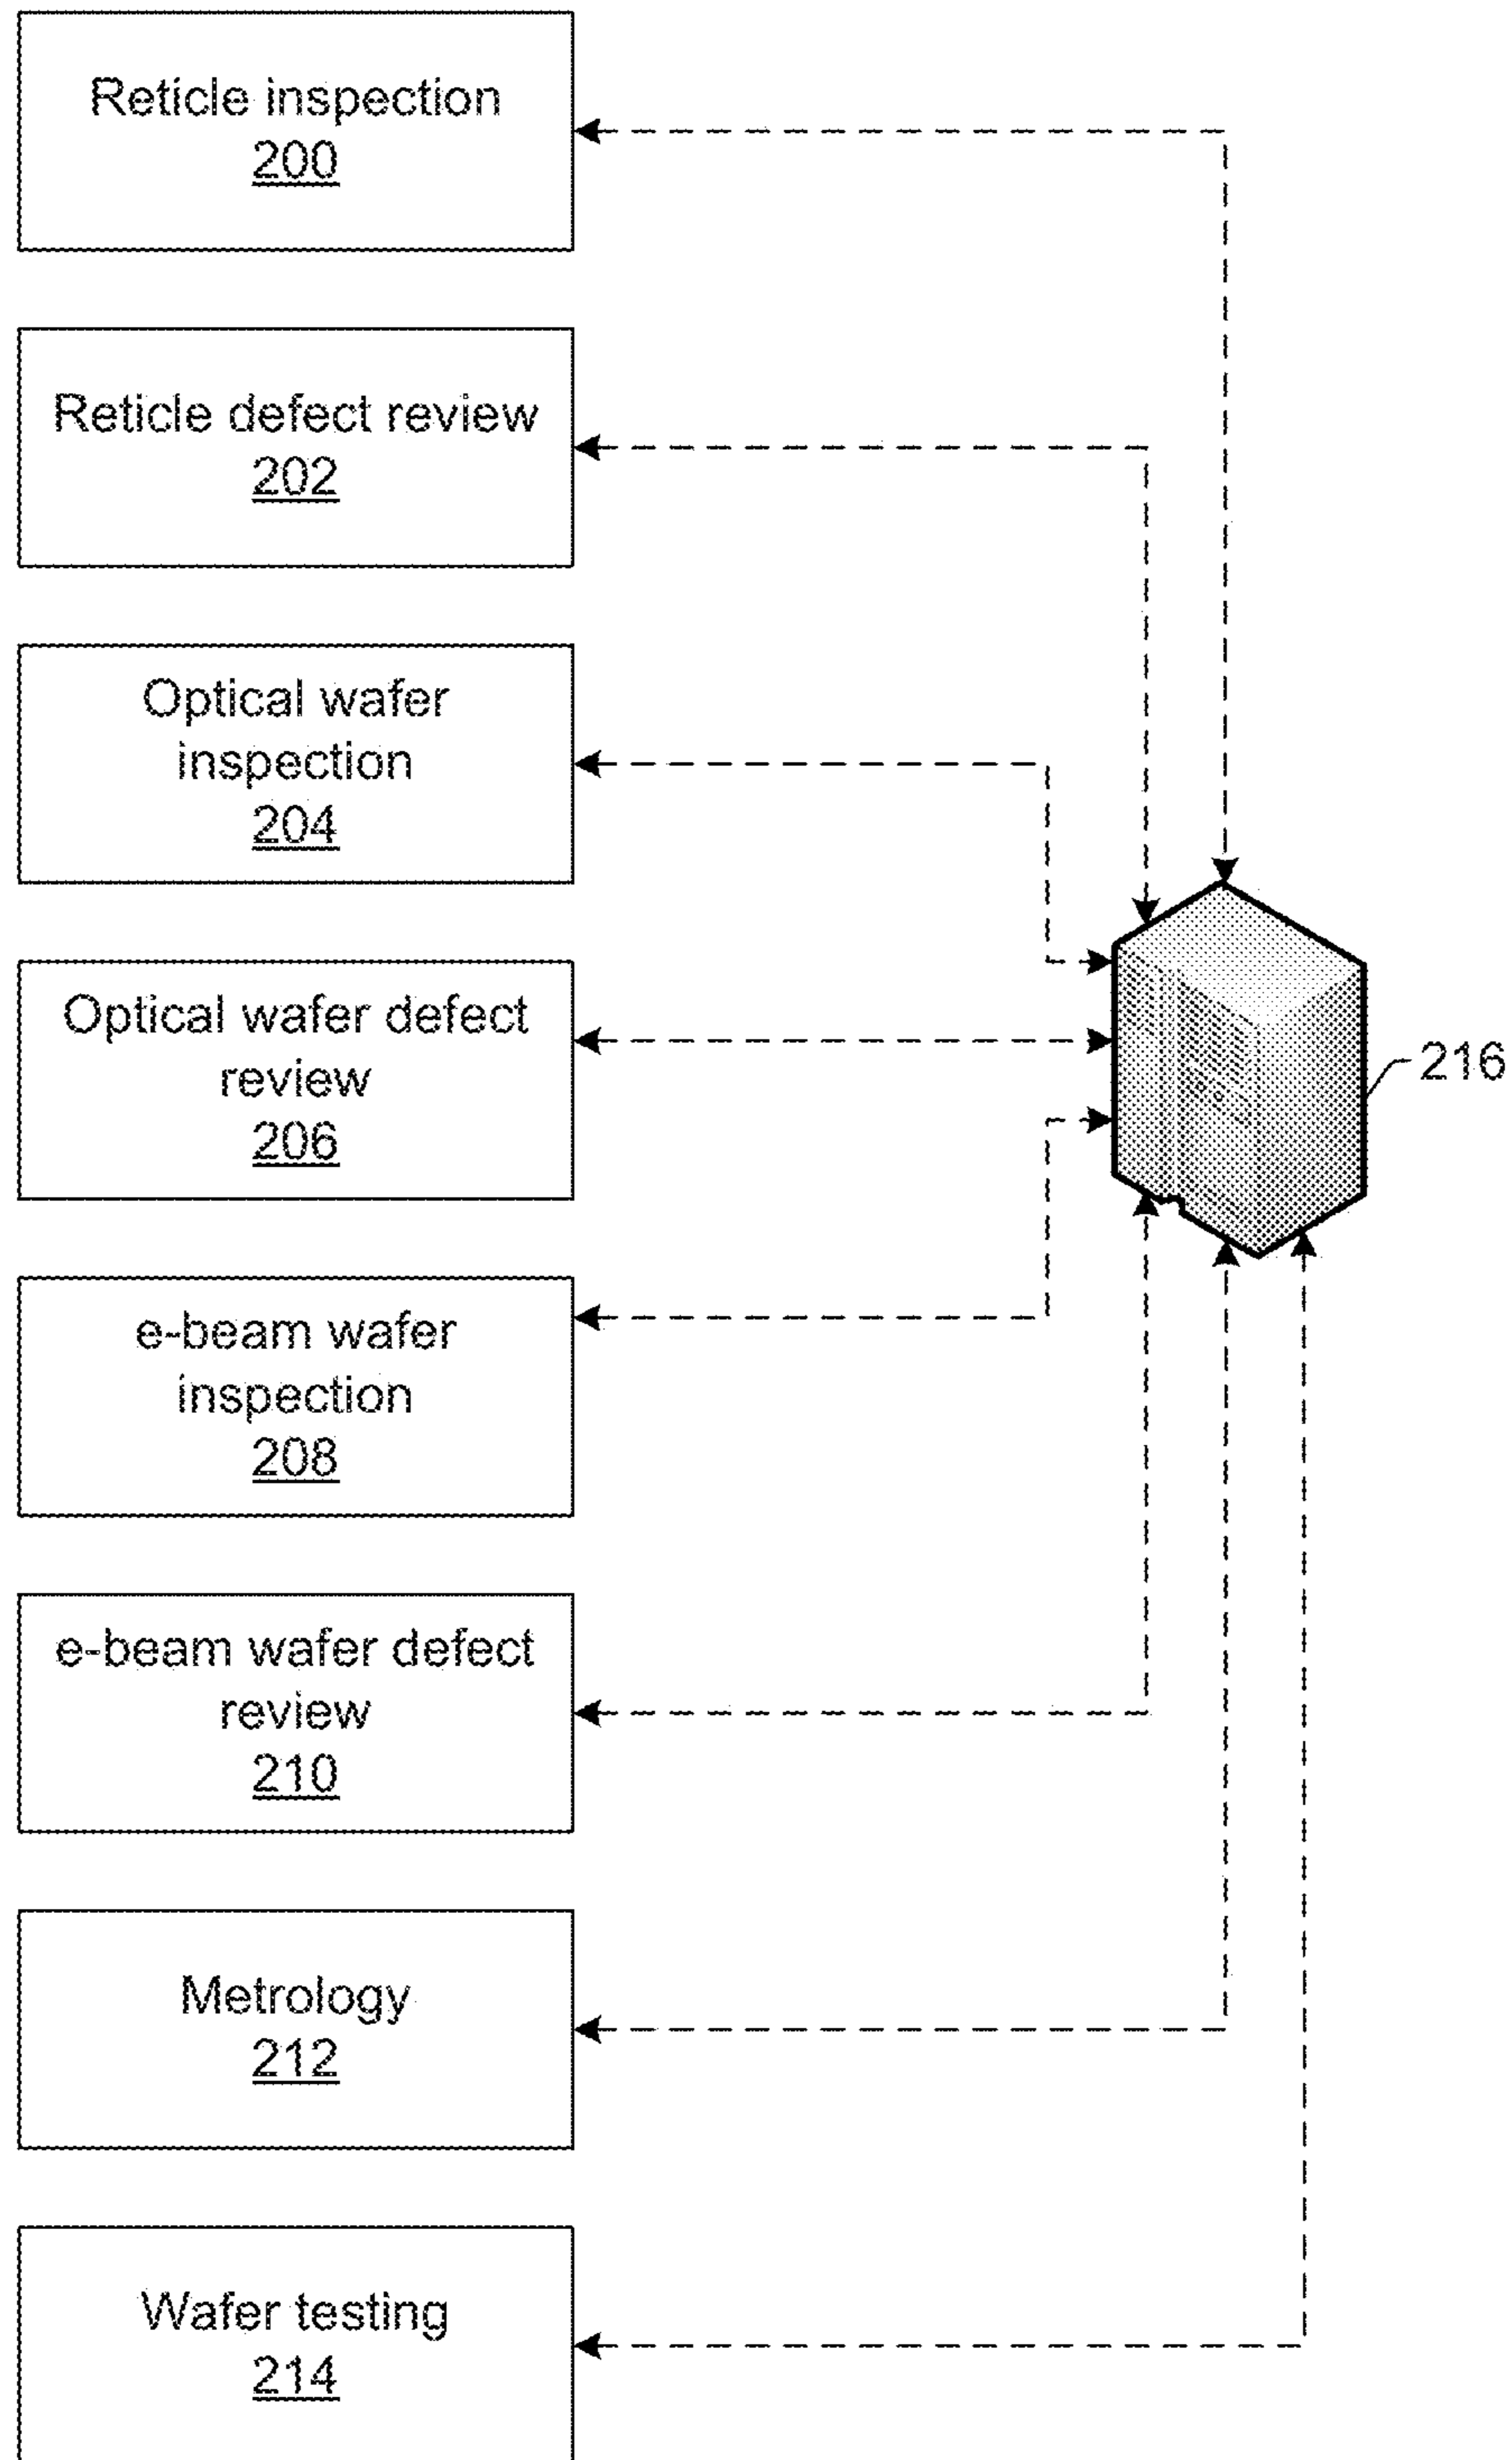 Reticle inspection
200
Reticle defect review
202
Optical wafer
inspection
204
Optical wafer defect
review
206
216
e-beam wafer
inspection
208
e-beam wafer defect
review
210
Metrology
212
Wafer testing
214